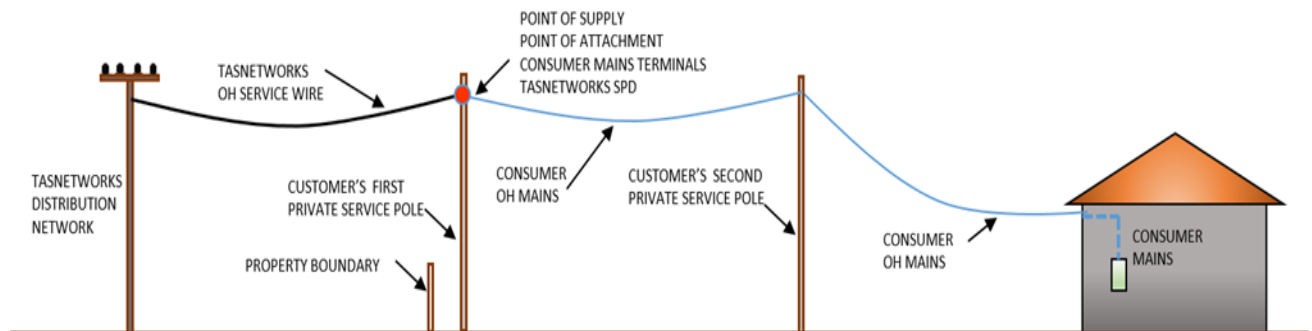 POINT OF SUPPLY
POINT OF ATTACHMENT
CONSUMER MAINS TERMINALS
TASNETWORKS SPD
TASNETWORKS
OH SERVICE WIRE
TASNETWORKS
DISTRIBUTION
NETWORK
CUSTOMER'S FIRST
PRIVATE SERVICE POLE
PROPERTY BOUNDARY
CONSUMER
OH MAINS
CUSTOMER'S SECOND
PRIVATE SERVICE POLE
CONSUMER
OH MAINS
CONSUMER
MAINS